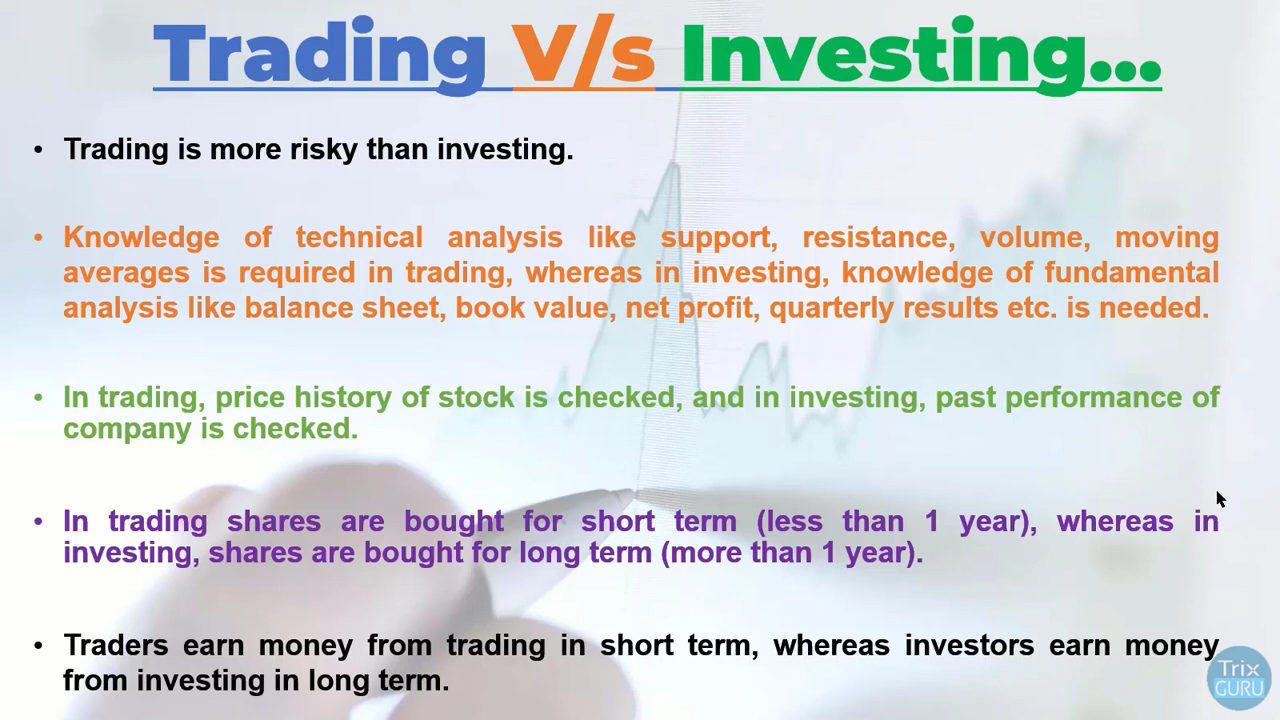 Trading V/s Investing...
• Trading is more risky than investing.
• Knowledge of technical analysis like support, resistance, volume, moving
averages is required in trading, whereas in investing, knowledge of fundamental
analysis like balance sheet, book value, net profit, quarterly results etc. is needed.
• In trading, price history of stock is checked, and in investing, past performance of
company is checked.
• In trading shares are bought for short term (less than 1 year), whereas in
investing, shares are bought for long term (more than 1 year).
• Traders earn money from trading in short term, whereas investors earn money
from investing in long term.
Trix
GURU